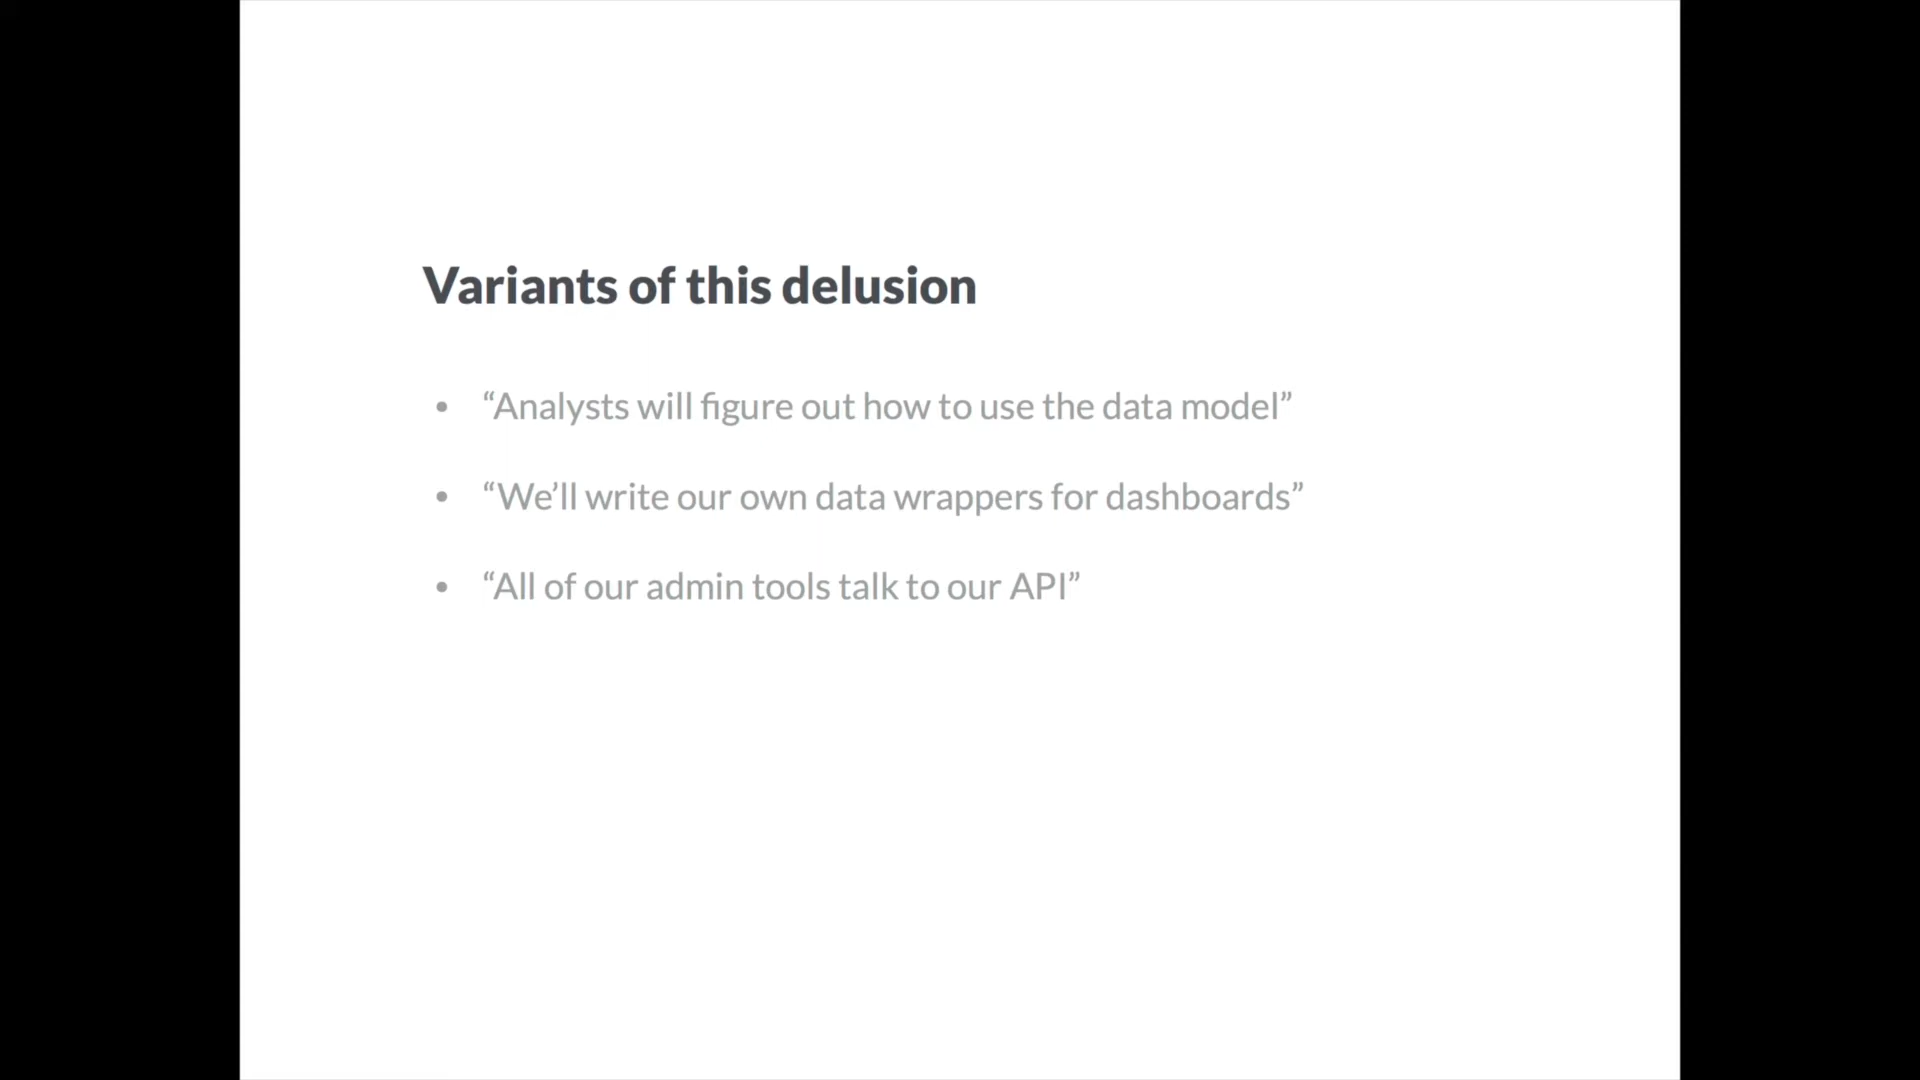 Variants of this delusion
• “Analysts will figure out how to use the data model”
• “We’ll write our own data wrappers for dashboards”
• “All of our admin tools talk to our API”